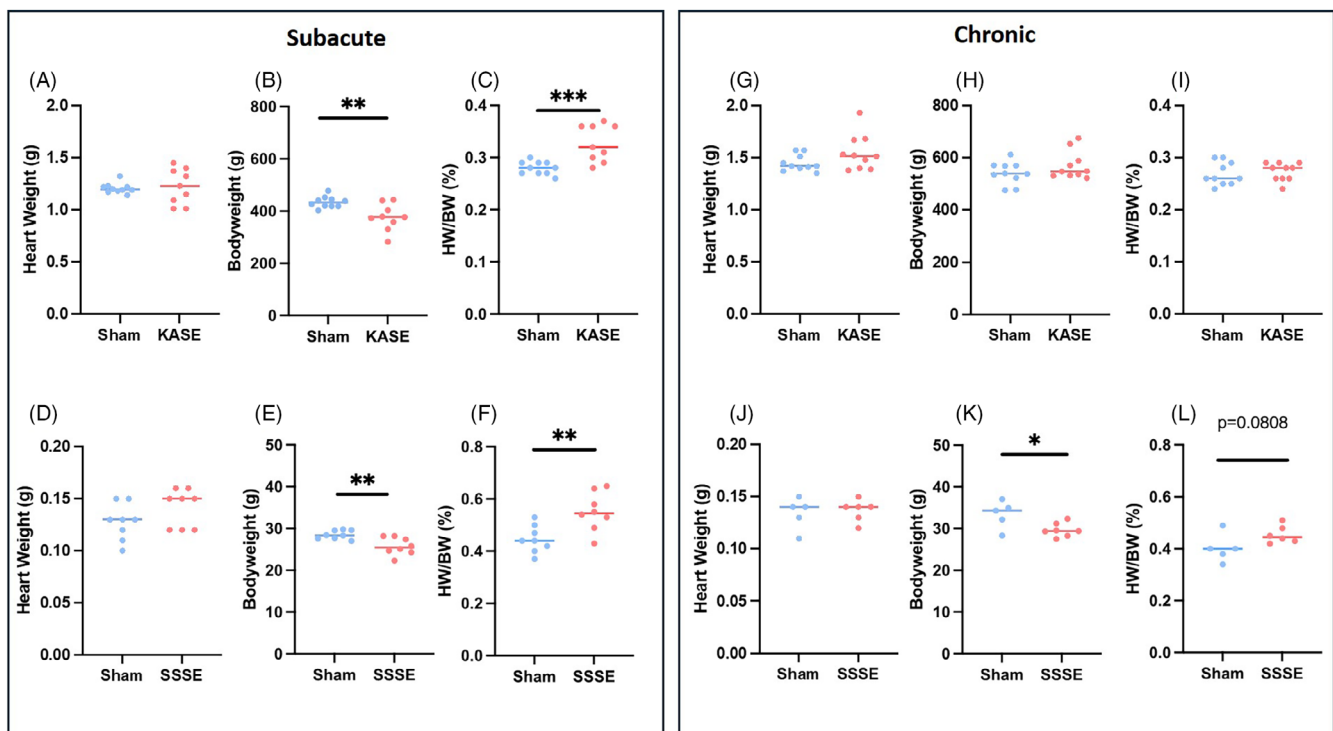 Subacute
(A)
Heart Weight (g)
2.0
1.5
1.0
0.5
0.0
Sham KASE
(B)
**
Bodyweight (g)
800
600
400
200
0
Sham KASE
(C)
***
HW/BW (%)
0.4
0.3
0.2
0.1
0.0
Sham KASE
(D)
Heart Weight (g)
0.20
0.15
0.10
0.05
0.00
Sham SSSE
(E)
**
Bodyweight (g)
50
40
30
20
10
0
Sham SSSE
(F)
**
HW/BW (%)
0.8
0.6
0.4
0.2
0.0
Sham SSSE
Chronic
(G)
Heart Weight (g)
2.0
1.5
1.0
0.5
0.0
Sham KASE
(H)
Bodyweight (g)
800
600
400
200
0
Sham KASE
(I)
HW/BW (%)
0.4
0.3
0.2
0.1
0.0
Sham KASE
(J)
Heart Weight (g)
0.20
0.15
0.10
0.05
0.00
Sham SSSE
(K)
*
Bodyweight (g)
50
40
30
20
10
0
Sham SSSE
(L)
p=0.0808
HW/BW (%)
0.8
0.6
0.4
0.2
0.0
Sham SSSE